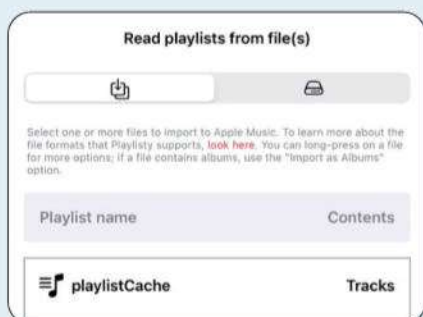 Read playlists from file(s)
Select one or more files to import to Apple Music. To learn more about the
file formats that Playlisty supports, look here. You can long-press on a file
for more options; if a file contains albums, use the "Import as Albums"
option.
Playlist name Contents
playlistCache Tracks